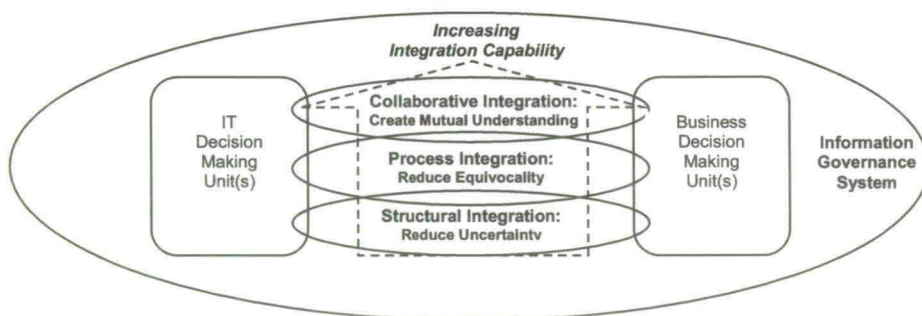 Increasing
Integration Capability
IT
Decision
Making
Unit(s)
Collaborative Integration:
Create Mutual Understanding
Process Integration:
Reduce Equivocality
Structural Integration:
Reduce Uncertainty
Business
Decision
Making
Unit(s)
Information
Governance
System